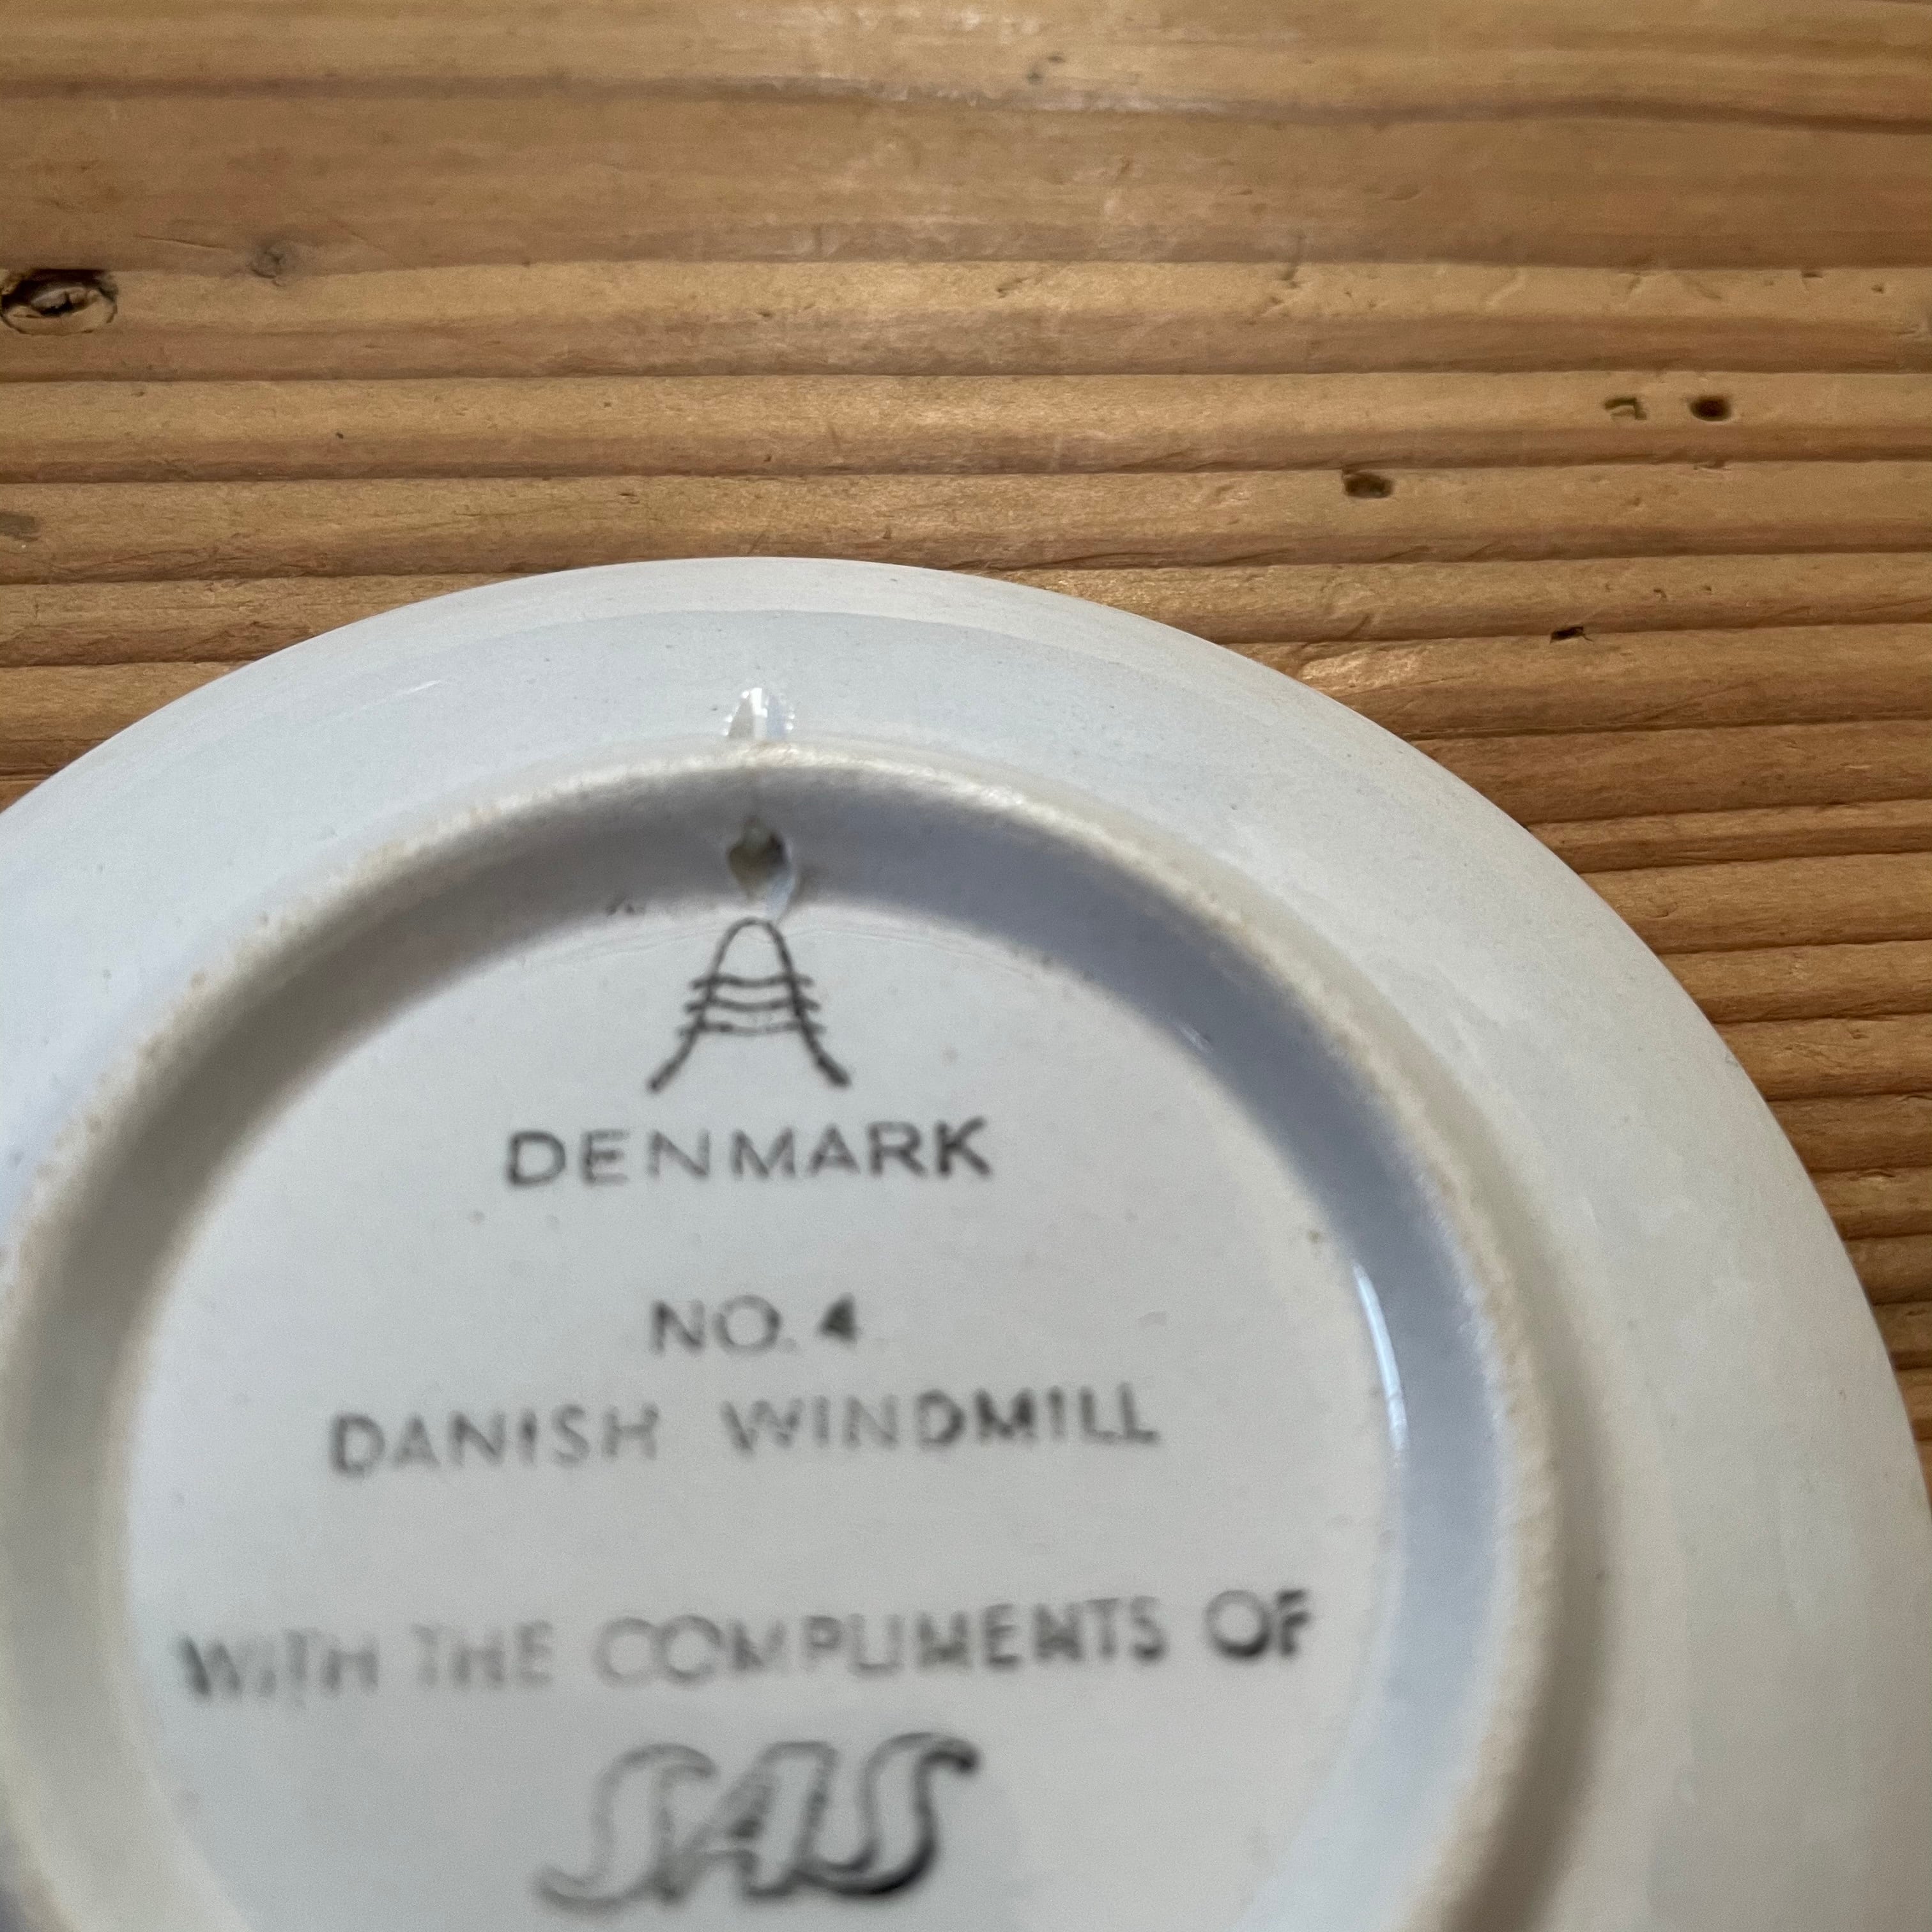 DENMARK
NO. 4
DANISH WINDMILL
WITH THE COMPLIMENTS OF
SAS